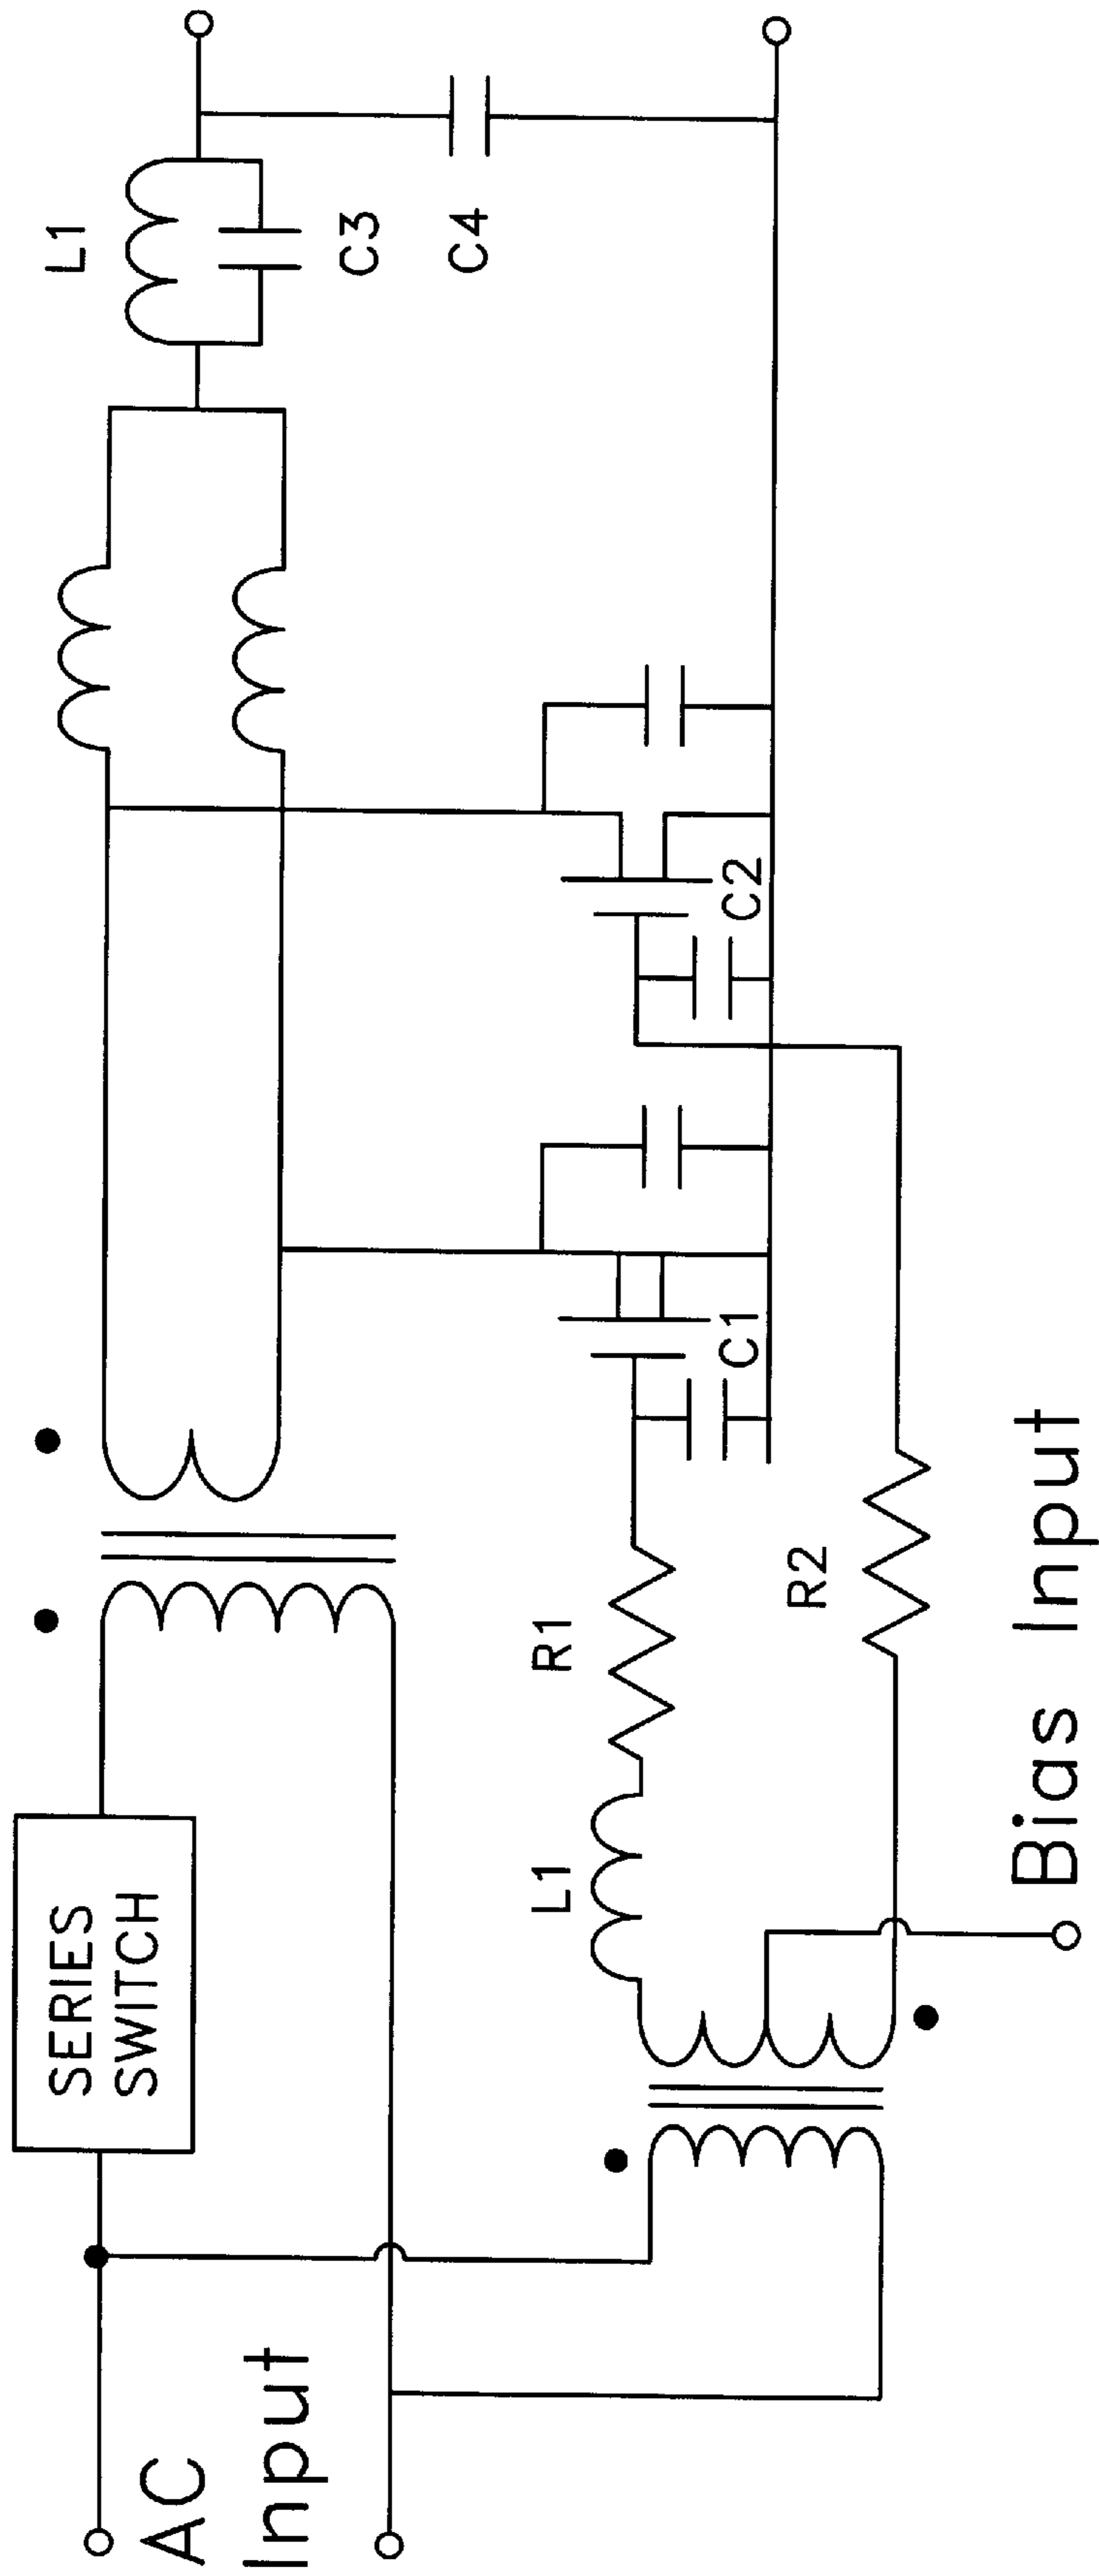 L1
C3
C4
SERIES
SWITCH
AC
Input
C2
C1
R1
L1
R2
Bias Input